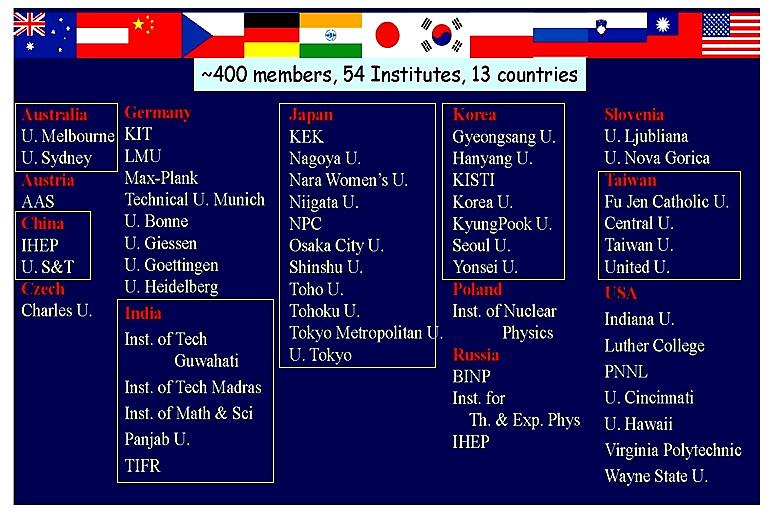 ~400 members, 54 Institutes, 13 countries
Australia
U. Melbourne
U. Sydney
Austria
AAS
China
IHEP
U. S&T
Czech
Charles U.
Germany
KIT
LMU
Max-Plank
Technical U. Munich
U. Bonne
U. Giessen
U. Goettingen
U. Heidelberg
India
Inst. of Tech
Guwahati
Inst. of Tech Madras
Inst. of Math & Sci
Panjab U.
TIFR
Japan
KEK
Nagoya U.
Nara Women's U.
Niigata U.
NPC
Osaka City U.
Shinshu U.
Toho U.
Tohoku U.
Tokyo Metropolitan U.
U. Tokyo
Korea
Gyeongsang U.
Hanyang U.
KISTI
Korea U.
KyungPook U.
Seoul U.
Yonsei U.
Poland
Inst. of Nuclear
Physics
Russia
BINP
Inst. for
Th. & Exp. Phys
IHEP
Slovenia
U. Ljubliana
U. Nova Gorica
Taiwan
Fu Jen Catholic U.
Central U.
Taiwan U.
United U.
USA
Indiana U.
Luther College
PNNL
U. Cincinnati
U. Hawaii
Virginia Polytechnic
Wayne State U.